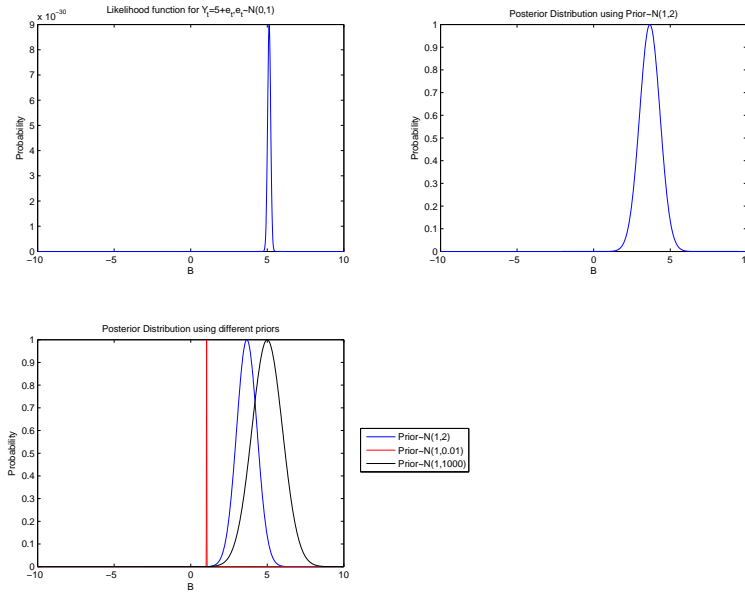 Likelihood function for Y_t=5+e_t,e_t~N(0,1)
x 10^-30
9
8
7
6
5
4
3
2
1
0
Probability
-10 -5 0 5 10
B
Posterior Distribution using Prior~N(1,2)
1
0.9
0.8
0.7
0.6
0.5
0.4
0.3
0.2
0.1
0
Probability
-10 -5 0 5 10
B
Posterior Distribution using different priors
1
0.9
0.8
0.7
0.6
0.5
0.4
0.3
0.2
0.1
0
Probability
-10 -5 0 5 10
B
Prior~N(1,2)
Prior~N(1,0.01)
Prior~N(1,1000)